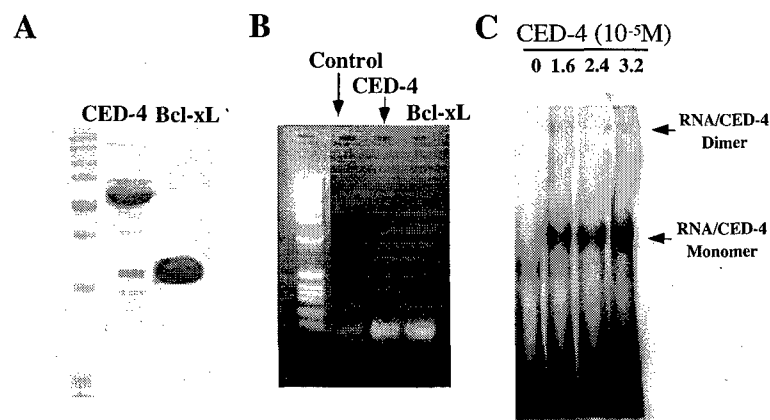 A
CED-4 Bcl-xL
B
Control
CED-4
Bcl-xL
C
CED-4 (10-5M)
0 1.6 2.4 3.2
RNA/CED-4
Dimer
RNA/CED-4
Monomer